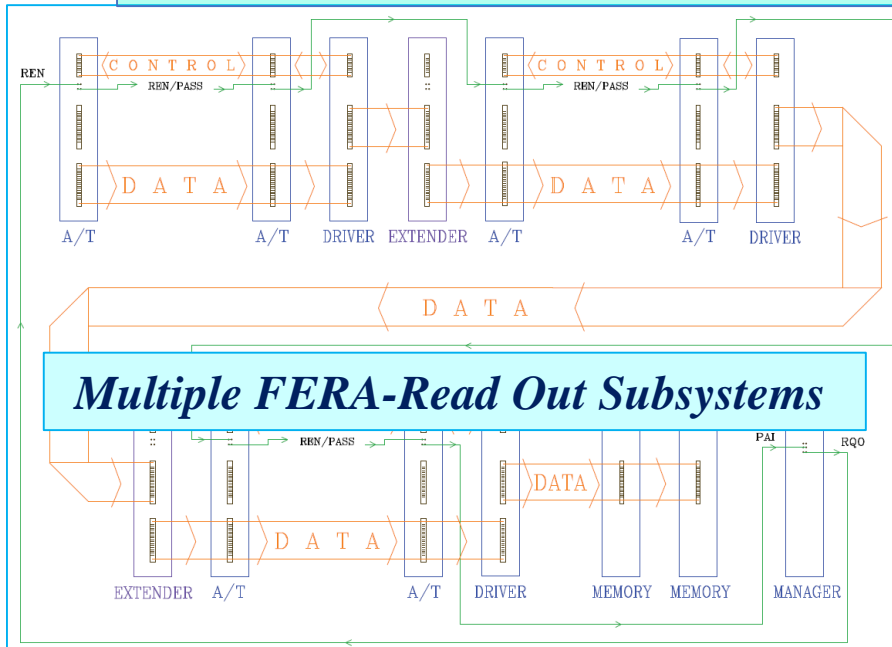 CONTROL CONTROL
REN REN/PASS REN/PASS
DATA DATA
A/T A/T DRIVER EXTENDER A/T A/T DRIVER
DATA
Multiple FERA-Read Out Subsystems
REN/PASS PAI RQO
DATA
DATA
EXTENDER A/T A/T DRIVER MEMORY MEMORY MANAGER